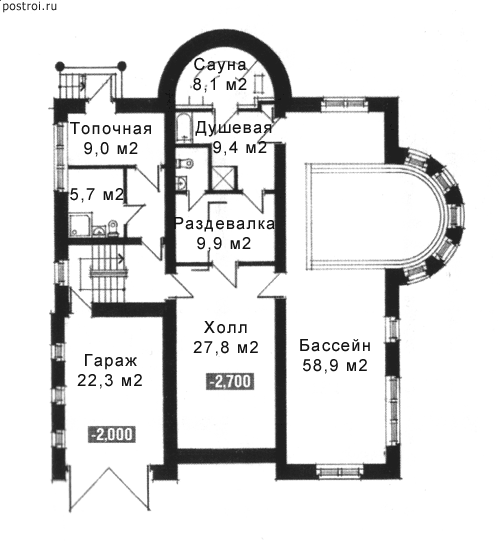 postroi.ru
Сауна
8,1 м2
Топочная
9,0 м2
Душевая
9,4 м2
5,7 м2
Раздевалка
9,9 м2
Холл
27,8 м2
Бассейн
58,9 м2
Гараж
22,3 м2
-2,700
-2,000